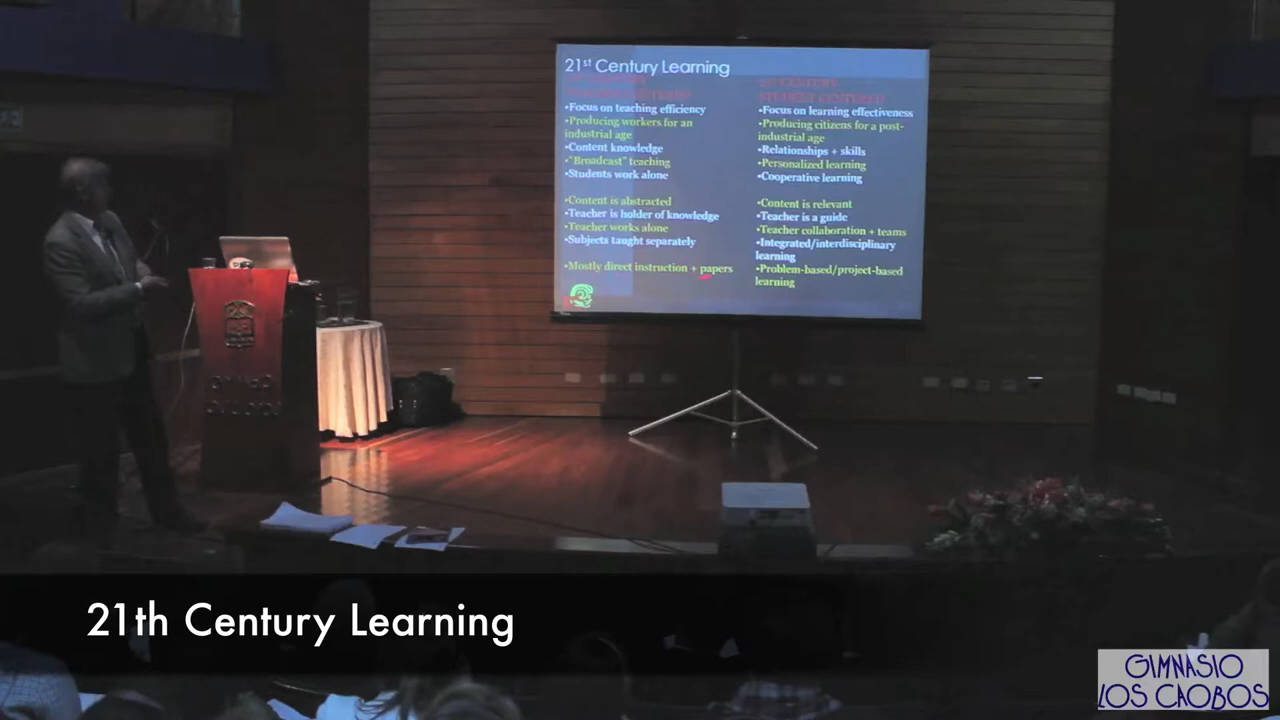 21st Century Learning
•Focus on teaching efficiency
•Producing workers for an
industrial age
•Content knowledge
•"Broadcast" teaching
•Students work alone
•Content is abstracted
•Teacher is holder of knowledge
•Teacher works alone
•Subjects taught separately
•Mostly direct instruction + papers
21ST CENTURY
STUDENT CENTERED
•Focus on learning effectiveness
•Producing citizens for a post-
industrial age
•Relationships + skills
•Personalized learning
•Cooperative learning
•Content is relevant
•Teacher is a guide
•Teacher collaboration + teams
•Integrated/interdisciplinary
learning
•Problem-based/project-based
learning
21th Century Learning
GIMNASIO
LOS CAOBOS